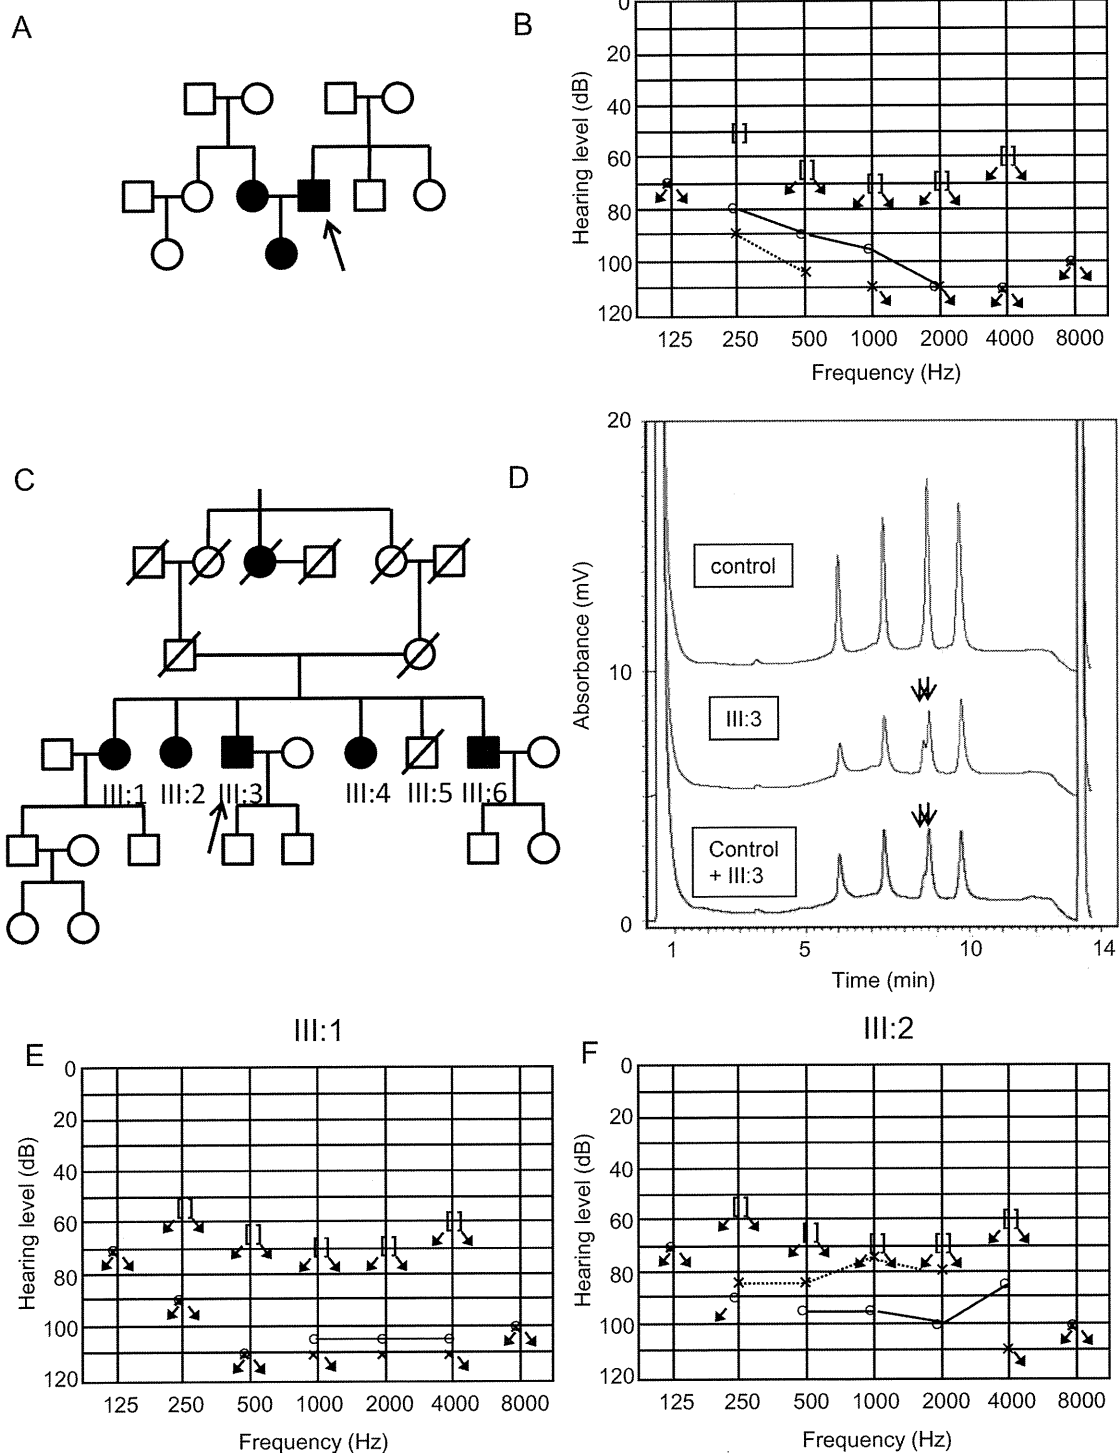 A
B
0
20
40
60
80
100
120
Hearing level (dB)
[ ]
[ ]
[ ]
[ ]
[ ]
125 250 500 1000 2000 4000 8000
Frequency (Hz)
C
III:1 III:2 III:3 III:4 III:5 III:6
D
20
10
0
Absorbance (mV)
control
III:3
Control
+ III:3
1 5 10 14
Time (min)
III:1
E
0
20
40
60
80
100
120
Hearing level (dB)
[ ]
[ ]
[ ]
[ ]
[ ]
125 250 500 1000 2000 4000 8000
Frequency (Hz)
III:2
F
0
20
40
60
80
100
120
Hearing level (dB)
[ ]
[ ]
[ ]
[ ]
[ ]
125 250 500 1000 2000 4000 8000
Frequency (Hz)